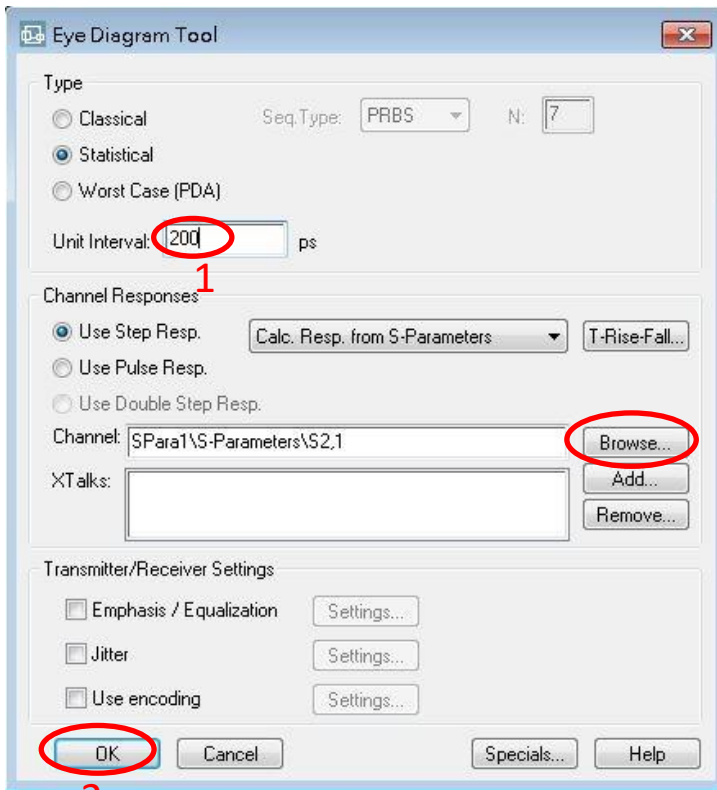 Eye Diagram Tool
Type
Classical Seq.Type: PRBS N: 7
Statistical
Worst Case (PDA)
Unit Interval: 200 ps
1
Channel Responses
Use Step Resp. Calc. Resp. from S-Parameters T-Rise-Fall...
Use Pulse Resp.
Use Double Step Resp.
Channel: SPara1\S-Parameters\S2,1 Browse...
XTalks: Add...
Remove...
Transmitter/Receiver Settings
Emphasis / Equalization Settings...
Jitter Settings...
Use encoding Settings...
OK Cancel Specials... Help